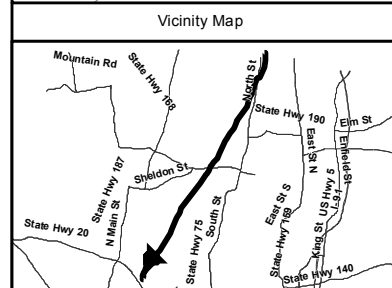 Vicinity Map
Mountain Rd
State Hwy 168
North St
State Hwy 190
Elm St
East St N
Enfield St
Sheldon St
State Hwy 187
N Main St
State Hwy 20
State Hwy 75
South St
East St S
State Hwy 159
King St
US Hwy 5
I-91
State Hwy 140